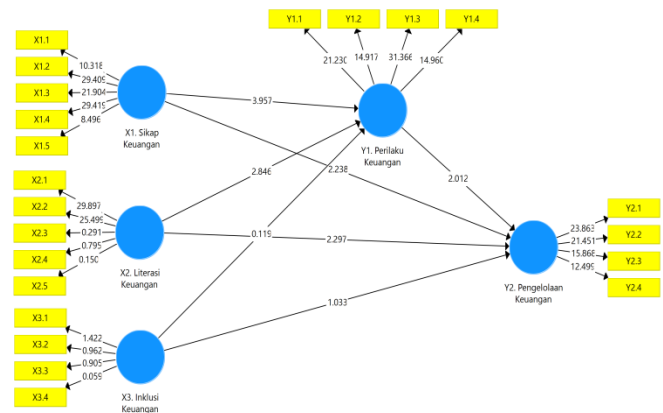 Y1.1
Y1.2
Y1.3
Y1.4
21.230
14.917
31.366
14.960
X1.1
X1.2
X1.3
X1.4
X1.5
10.318
29.409
21.904
29.419
8.496
X1. Sikap
Keuangan
3.957
Y1. Perilaku
Keuangan
2.846
2.238
2.012
0.119
X2.1
X2.2
X2.3
X2.4
X2.5
29.897
25.499
0.291
0.795
0.150
X2. Literasi
Keuangan
2.297
1.033
Y2.1
Y2.2
Y2.3
Y2.4
23.863
21.451
15.868
12.499
Y2. Pengelolaan
Keuangan
X3.1
X3.2
X3.3
X3.4
1.422
0.962
0.905
0.059
X3. Inklusi
Keuangan